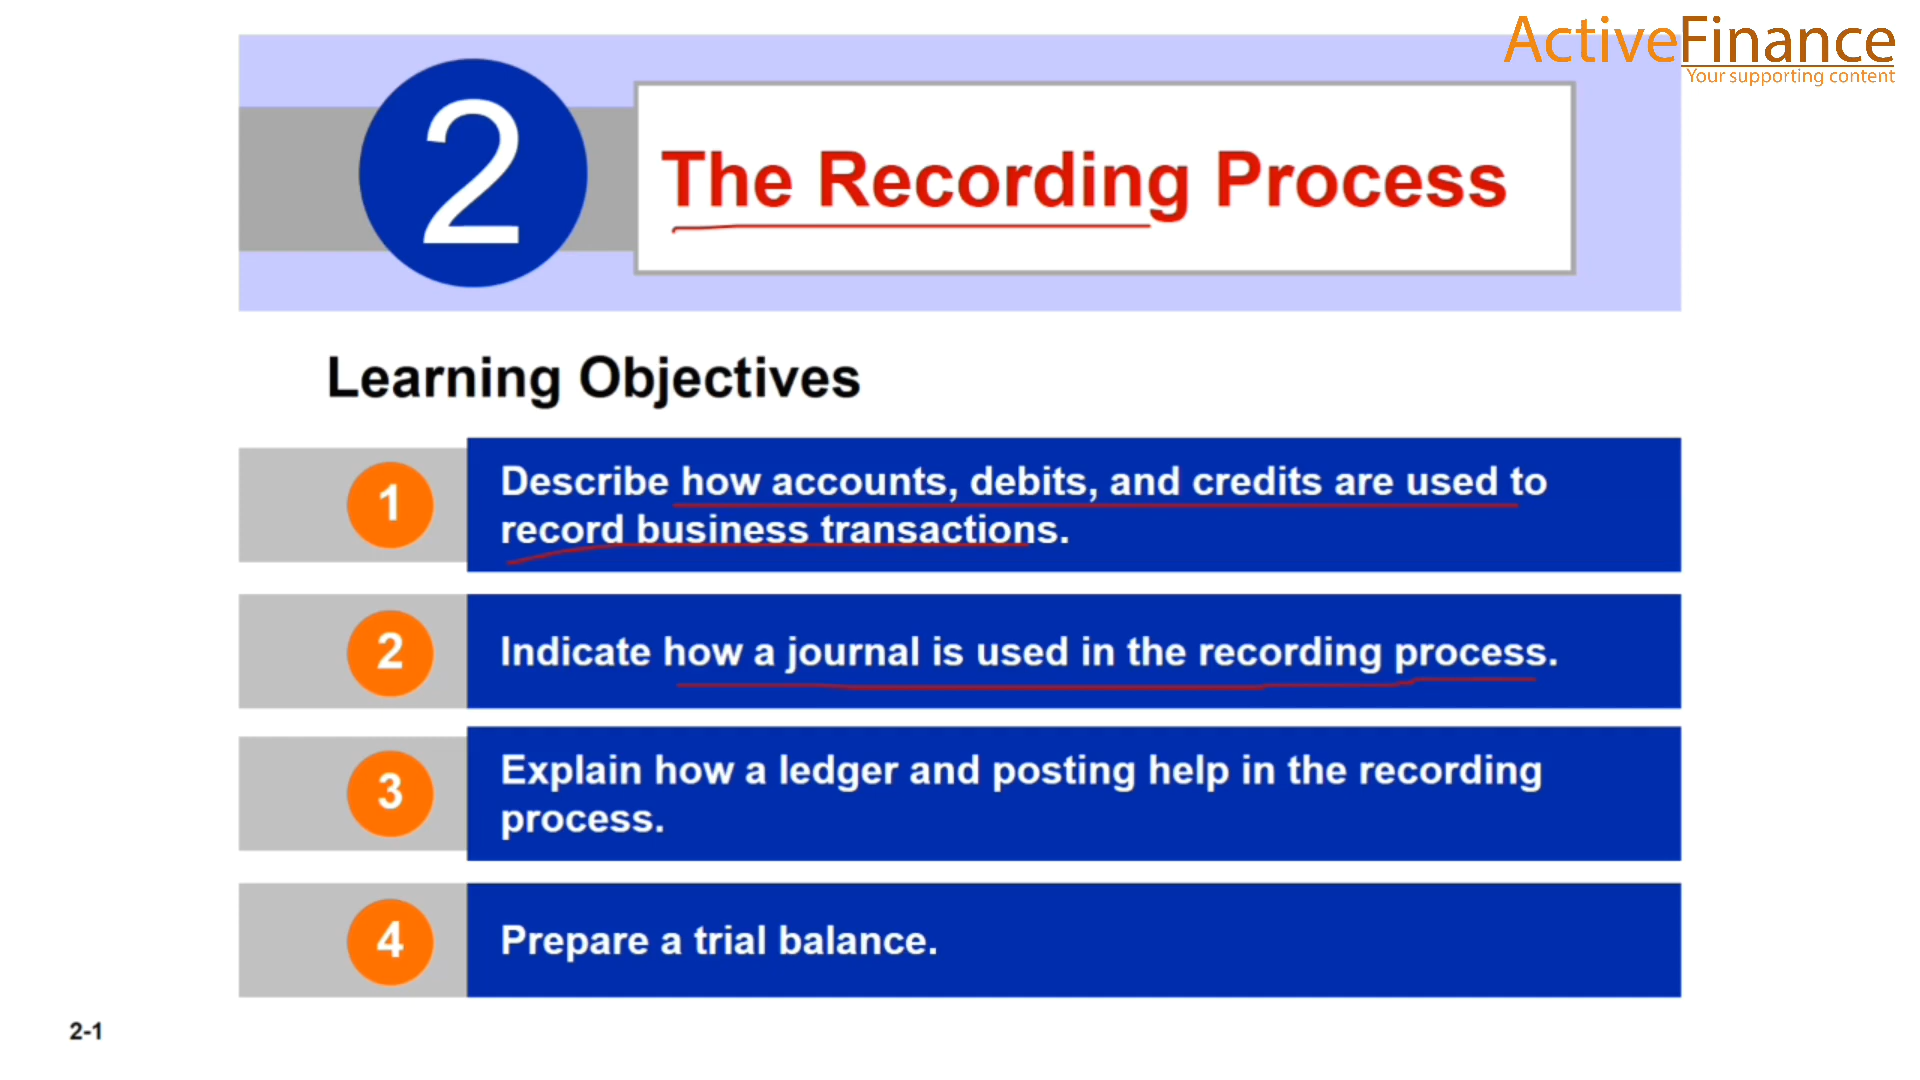 ActiveFinance
Your supporting content
2
The Recording Process
Learning Objectives
1
Describe how accounts, debits, and credits are used to
record business transactions.
2
Indicate how a journal is used in the recording process.
3
Explain how a ledger and posting help in the recording
process.
4
Prepare a trial balance.
2-1